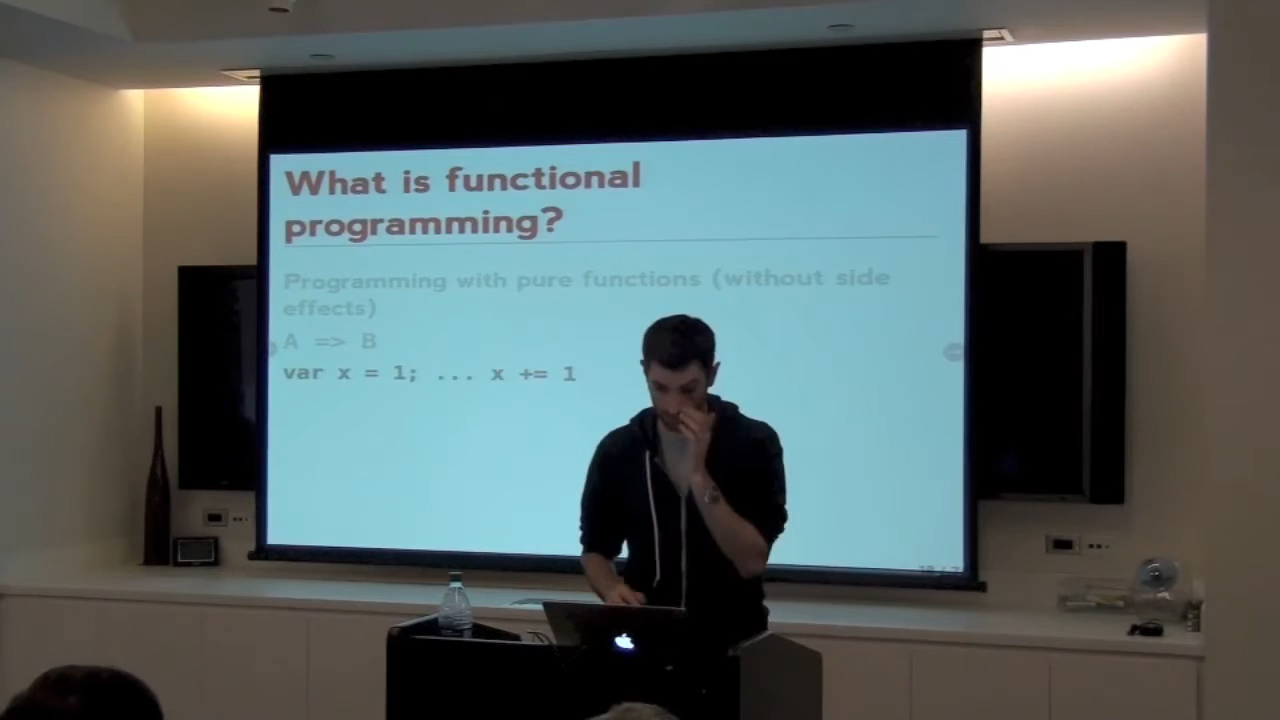 What is functional
programming?
Programming with pure functions (without side
effects)
A => B
var x = 1; ... x += 1